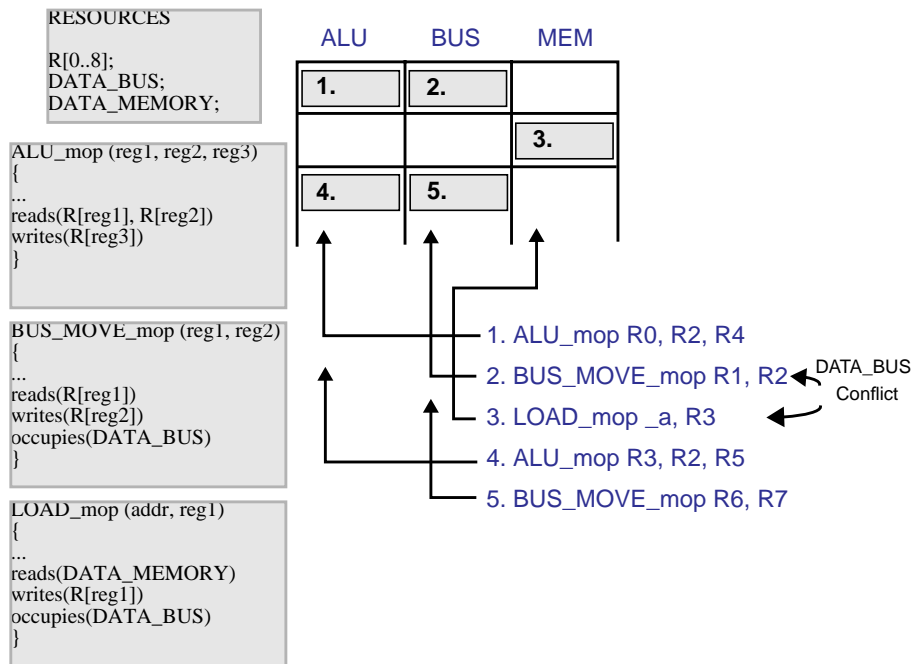 RESOURCES
R[0..8];
DATA_BUS;
DATA_MEMORY;
ALU_mop (reg1, reg2, reg3)
{
...
reads(R[reg1], R[reg2])
writes(R[reg3])
}
BUS_MOVE_mop (reg1, reg2)
{
...
reads(R[reg1])
writes(R[reg2])
occupies(DATA_BUS)
}
LOAD_mop (addr, reg1)
{
...
reads(DATA_MEMORY)
writes(R[reg1])
occupies(DATA_BUS)
}
ALU BUS MEM
1. 2.
3.
4. 5.
1. ALU_mop R0, R2, R4
2. BUS_MOVE_mop R1, R2
3. LOAD_mop _a, R3
4. ALU_mop R3, R2, R5
5. BUS_MOVE_mop R6, R7
DATA_BUS
Conflict